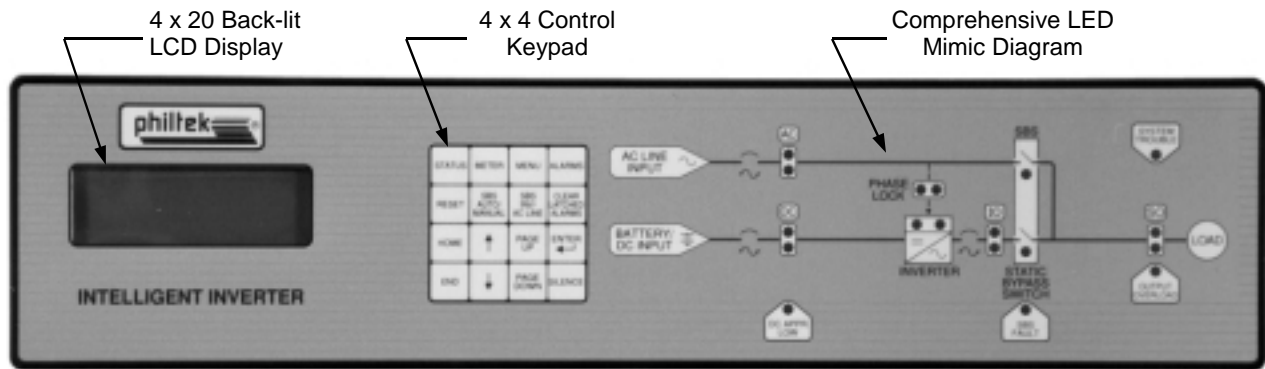 4 x 20 Back-lit
LCD Display
4 x 4 Control
Keypad
Comprehensive LED
Mimic Diagram
philtek
INTELLIGENT INVERTER
STATUS
METER
MENU
ALARMS
RESET
SBS
AUTO/
MANUAL
SBS
INV/
AC LINE
CLEAR
LATCHED
ALARMS
HOME
PAGE
UP
ENTER
END
PAGE
DOWN
SILENCE
AC LINE
INPUT
AC
PHASE
LOCK
BATTERY/
DC INPUT
INVERTER
SBS
STATIC
BYPASS
SWITCH
SBS
FAULT
SYSTEM
TROUBLE
LOAD
OUTPUT
OVERLOAD